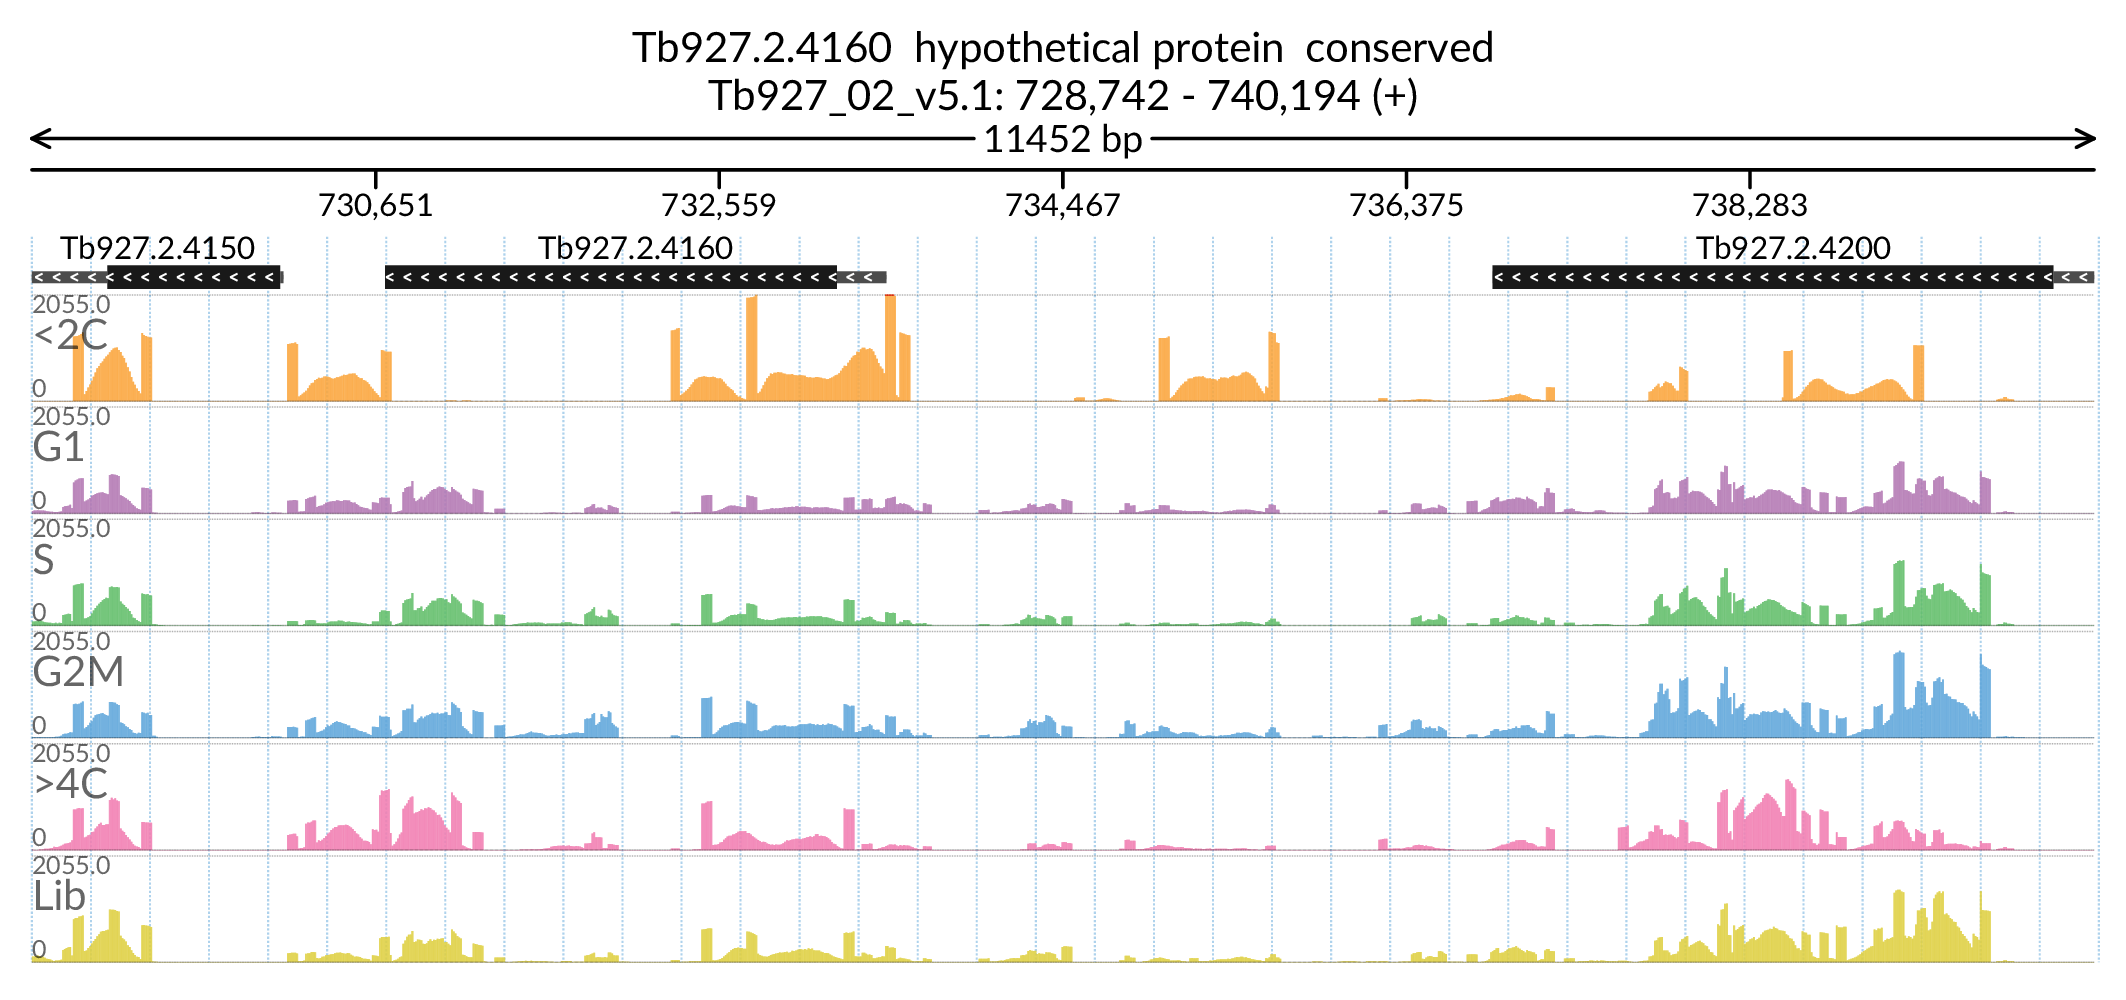 Tb927.2.4160  hypothetical protein  conserved
Tb927_02_v5.1: 728,742 - 740,194 (+)
11452 bp
730,651 732,559 734,467 736,375 738,283
Tb927.2.4150 Tb927.2.4160 Tb927.2.4200
2055.0
<2C
0
2055.0
G1
0
2055.0
S
0
2055.0
G2M
0
2055.0
>4C
0
2055.0
Lib
0